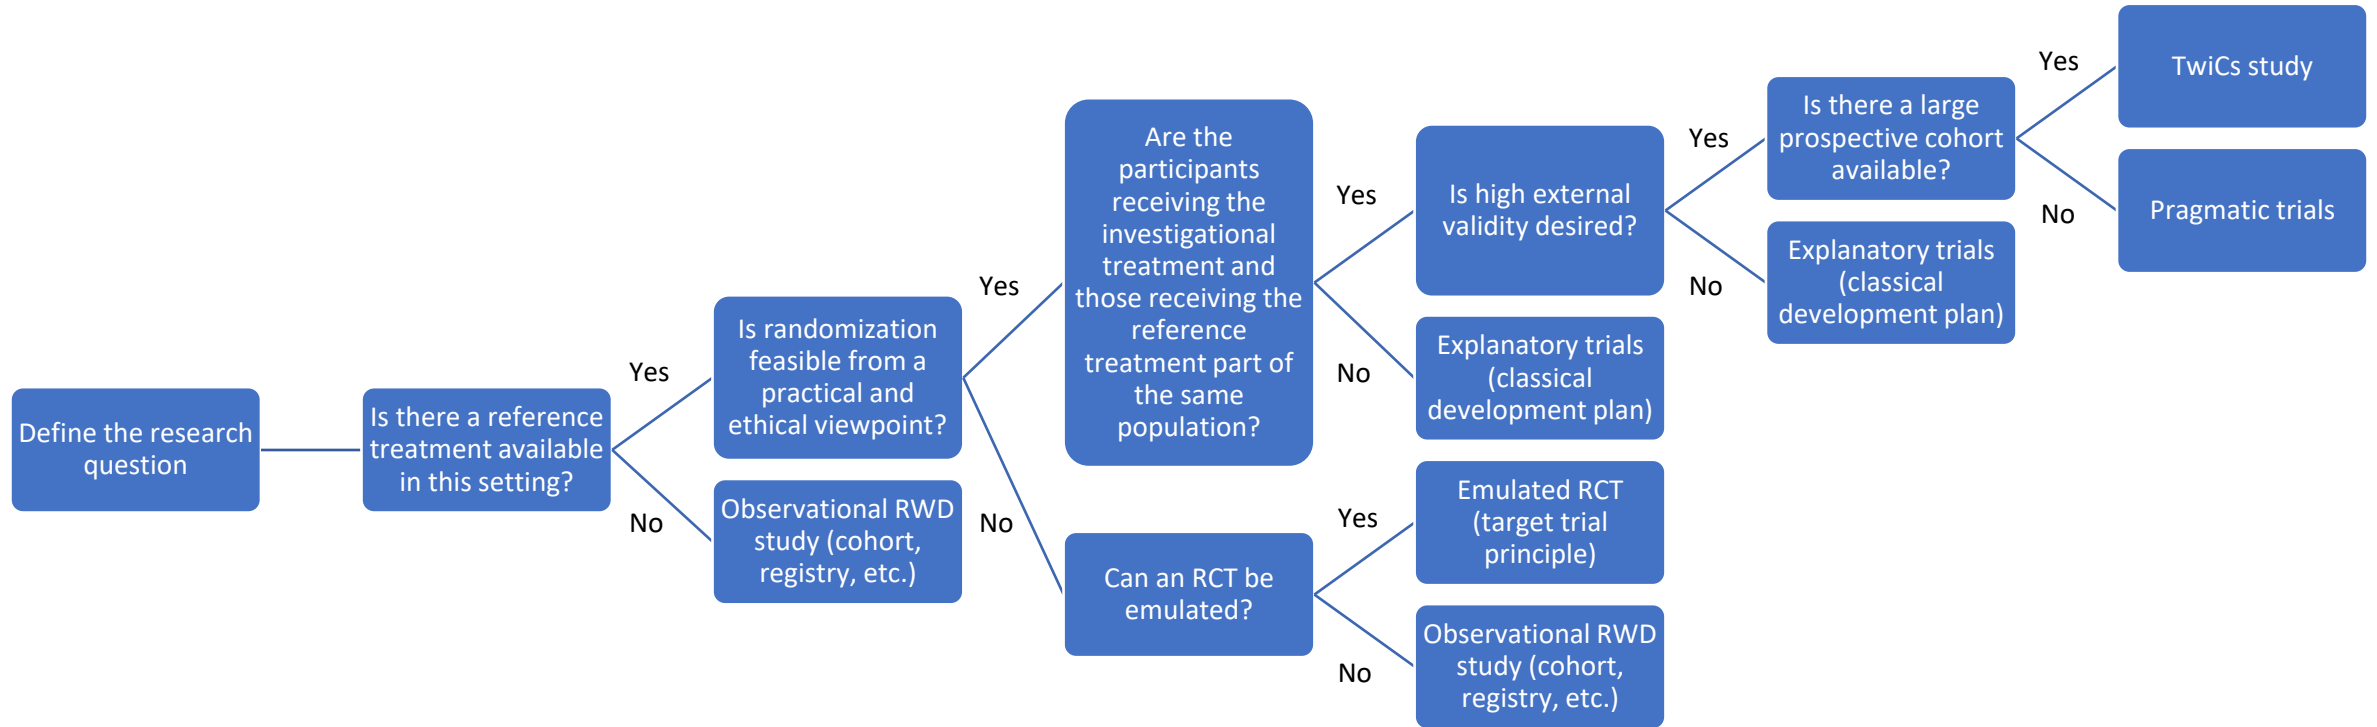 Define the research
question
Is there a reference
treatment available
in this setting?
Yes
No
Is randomization
feasible from a
practical and
ethical viewpoint?
Observational RWD
study (cohort,
registry, etc.)
Yes
No
Are the
participants
receiving the
investigational
treatment and
those receiving the
reference
treatment part of
the same
population?
Can an RCT be
emulated?
Yes
No
Is high external
validity desired?
Explanatory trials
(classical
development plan)
Yes
No
Emulated RCT
(target trial
principle)
Observational RWD
study (cohort,
registry, etc.)
Yes
No
Is there a large
prospective cohort
available?
Explanatory trials
(classical
development plan)
Yes
No
TwiCs study
Pragmatic trials